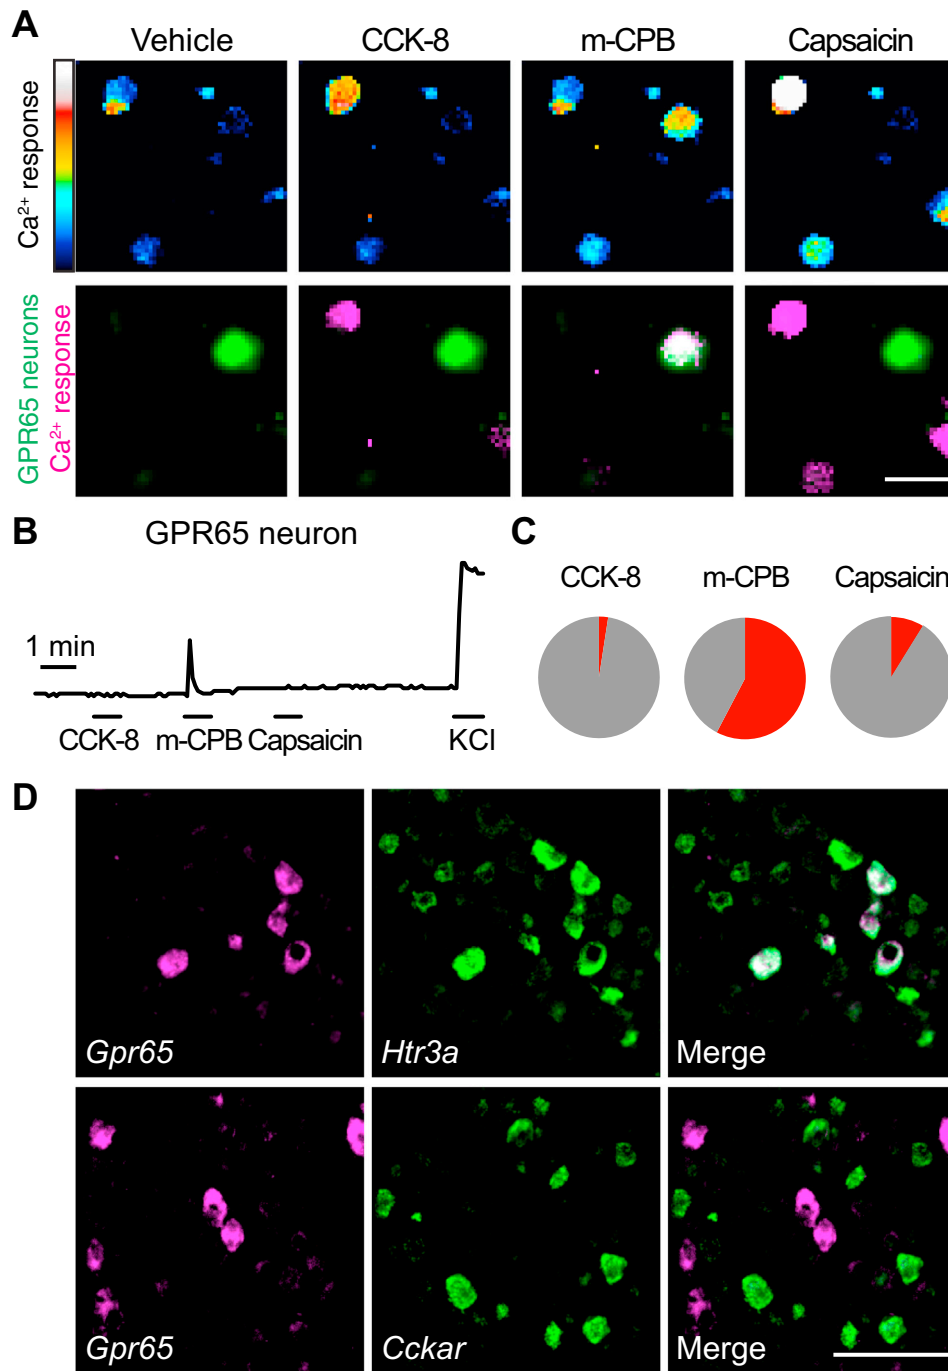 A
Vehicle
CCK-8
m-CPB
Capsaicin
Ca²⁺ response
GPR65 neurons
Ca²⁺ response
B
GPR65 neuron
1 min
CCK-8
m-CPB
Capsaicin
KCl
C
CCK-8
m-CPB
Capsaicin
D
Gpr65
Htr3a
Merge
Gpr65
Cckar
Merge